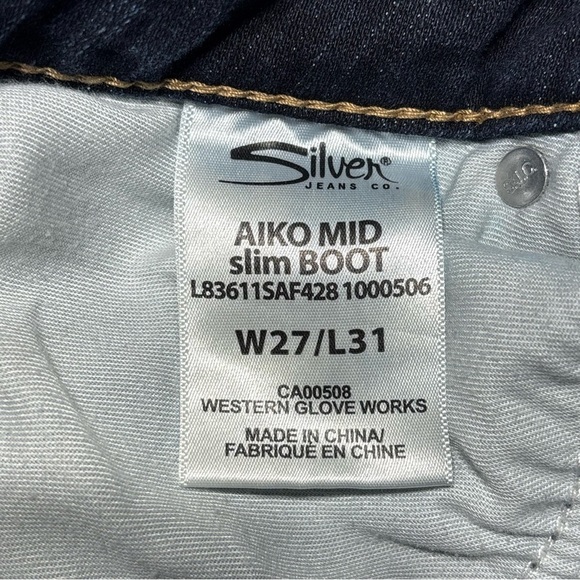 Silver®
JEANS CO.
AIKO MID
slim BOOT
L83611SAF428 1000506
W27/L31
CA00508
WESTERN GLOVE WORKS
MADE IN CHINA/
FABRIQUÉ EN CHINE